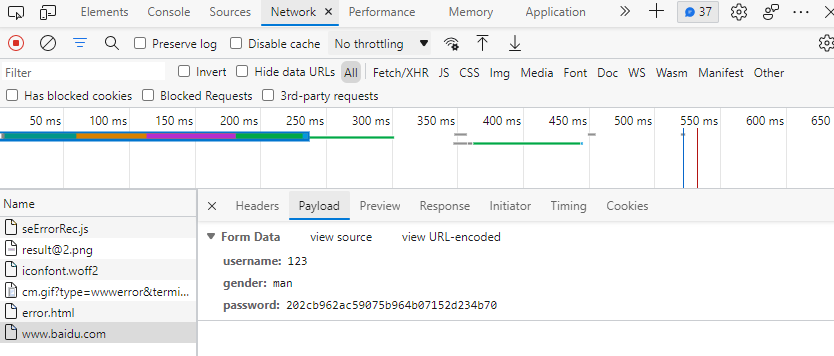 Elements Console Sources Network Performance Memory Application 37
Preserve log Disable cache No throttling
Filter Invert Hide data URLs All Fetch/XHR JS CSS Img Media Font Doc WS Wasm Manifest Other
Has blocked cookies Blocked Requests 3rd-party requests
50 ms 100 ms 150 ms 200 ms 250 ms 300 ms 350 ms 400 ms 450 ms 500 ms 550 ms 600 ms 650
Name Headers Payload Preview Response Initiator Timing Cookies
seErrorRec.js
result@2.png
iconfont.woff2
cm.gif?type=wwwerror&termi...
error.html
www.baidu.com
Form Data view source view URL-encoded
username: 123
gender: man
password: 202cb962ac59075b964b07152d234b70